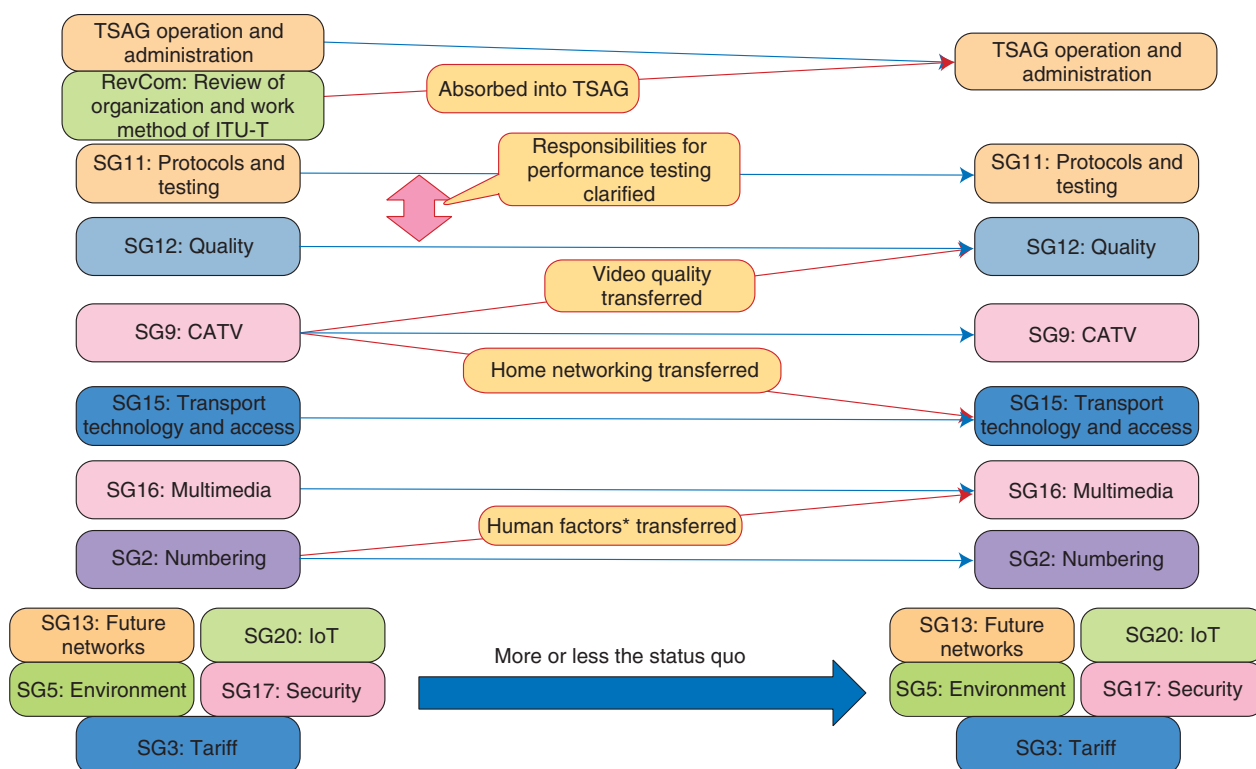 TSAG operation and
administration
RevCom: Review of
organization and work
method of ITU-T
Absorbed into TSAG
TSAG operation and
administration
SG11: Protocols and
testing
Responsibilities for
performance testing
clarified
SG11: Protocols and
testing
SG12: Quality
SG12: Quality
Video quality
transferred
SG9: CATV
SG9: CATV
Home networking transferred
SG15: Transport
technology and access
SG15: Transport
technology and access
SG16: Multimedia
SG16: Multimedia
Human factors* transferred
SG2: Numbering
SG2: Numbering
SG13: Future
networks
SG20: IoT
SG5: Environment
SG17: Security
SG3: Tariff
More or less the status quo
SG13: Future
networks
SG20: IoT
SG5: Environment
SG17: Security
SG3: Tariff